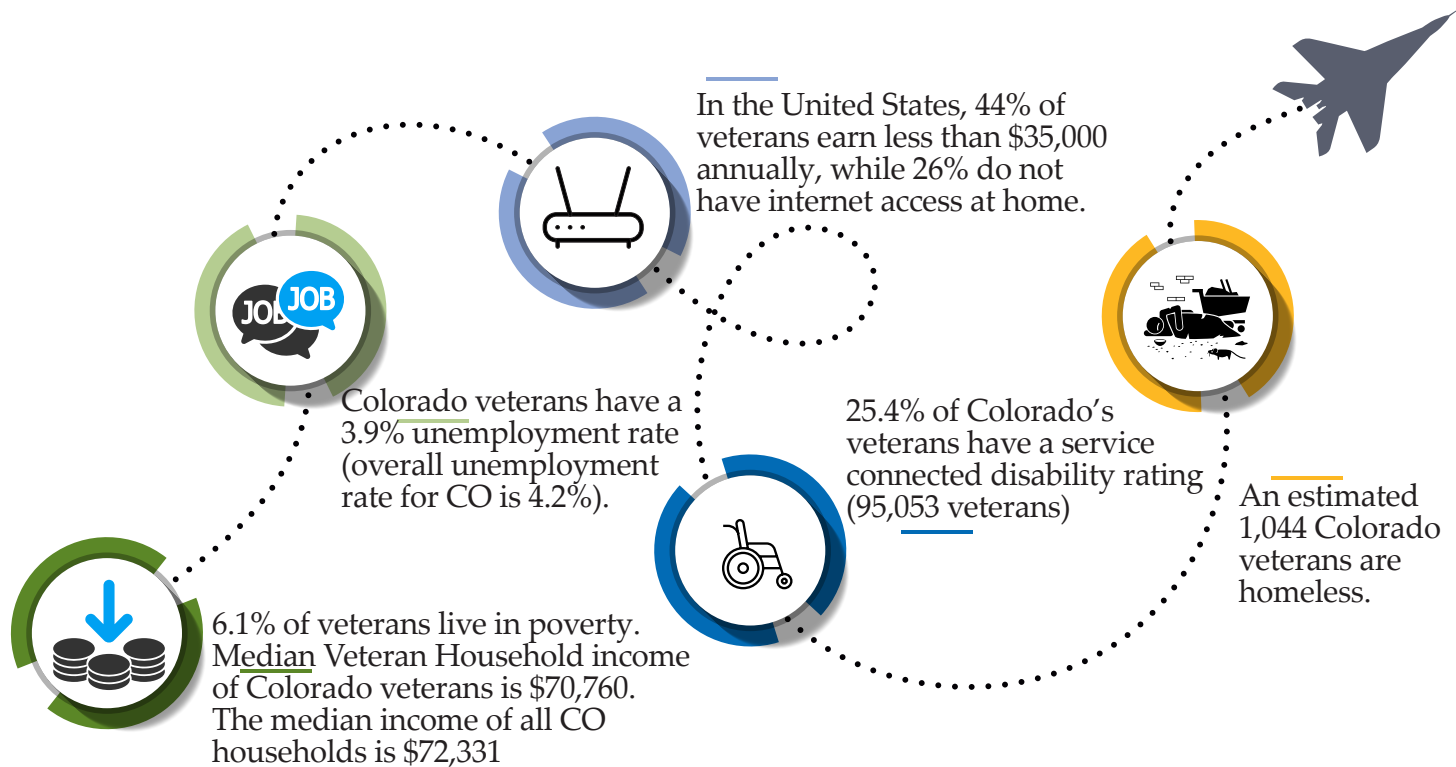 In the United States, 44% of
veterans earn less than $35,000
annually, while 26% do not
have internet access at home.
JOB
JOB
Colorado veterans have a
3.9% unemployment rate
(overall unemployment
rate for CO is 4.2%).
25.4% of Colorado’s
veterans have a service
connected disability rating
(95,053 veterans)
An estimated
1,044 Colorado
veterans are
homeless.
6.1% of veterans live in poverty.
Median Veteran Household income
of Colorado veterans is $70,760.
The median income of all CO
households is $72,331